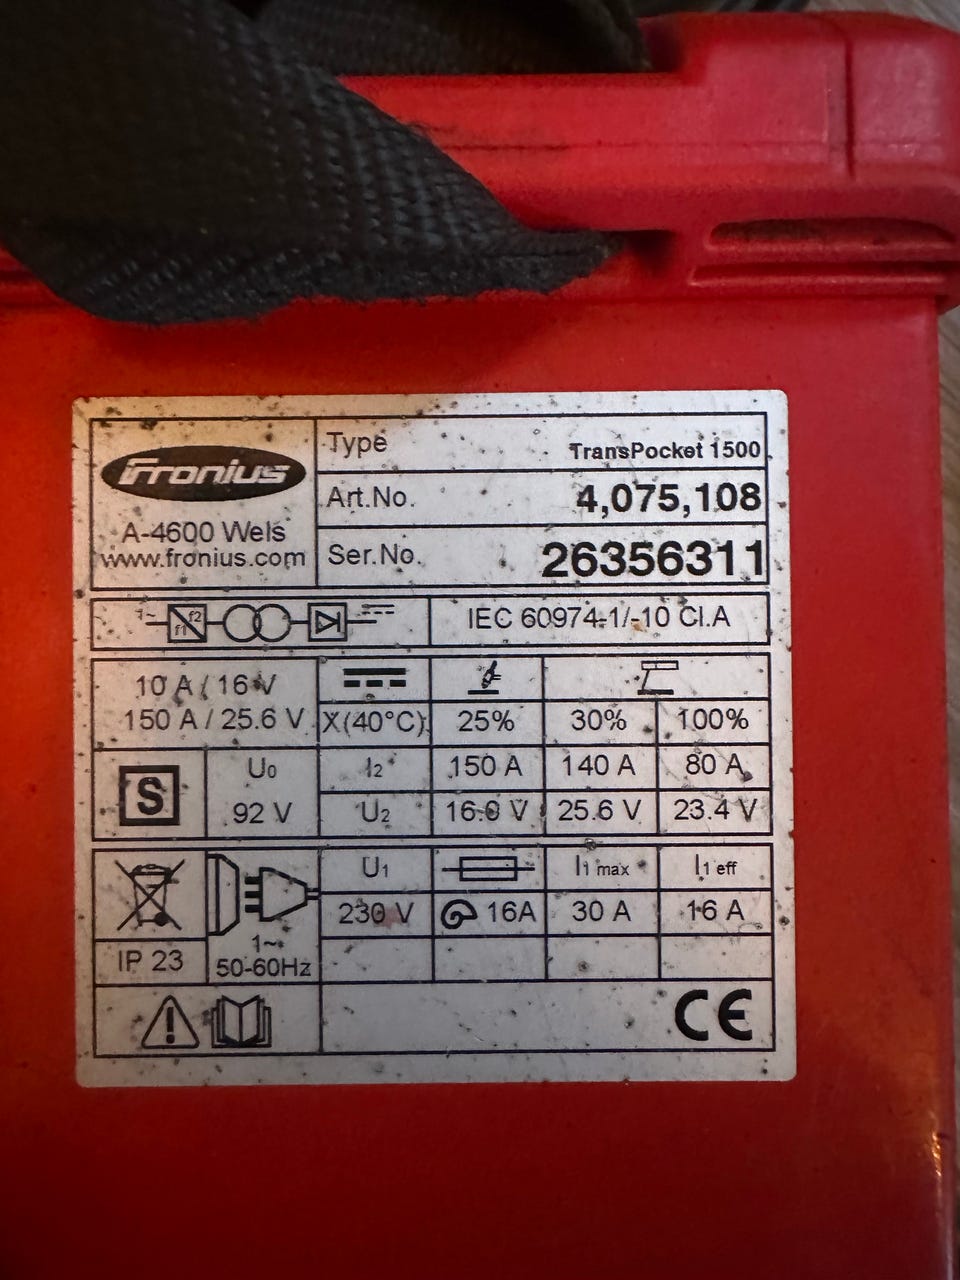 Fronius
A-4600 Wels
www.fronius.com
Type TransPocket 1500
Art.No. 4,075,108
Ser.No. 26356311
1~ f1 f2
IEC 60974-1/-10 Cl.A
10 A / 16 V
150 A / 25.6 V
X(40°C) 25% 30% 100%
S
U0
92 V
I2 150 A 140 A 80 A
U2 16.0 V 25.6 V 23.4 V
U1 I1 max I1 eff
230 V 16A 30 A 16 A
IP 23
1~
50-60Hz
CE